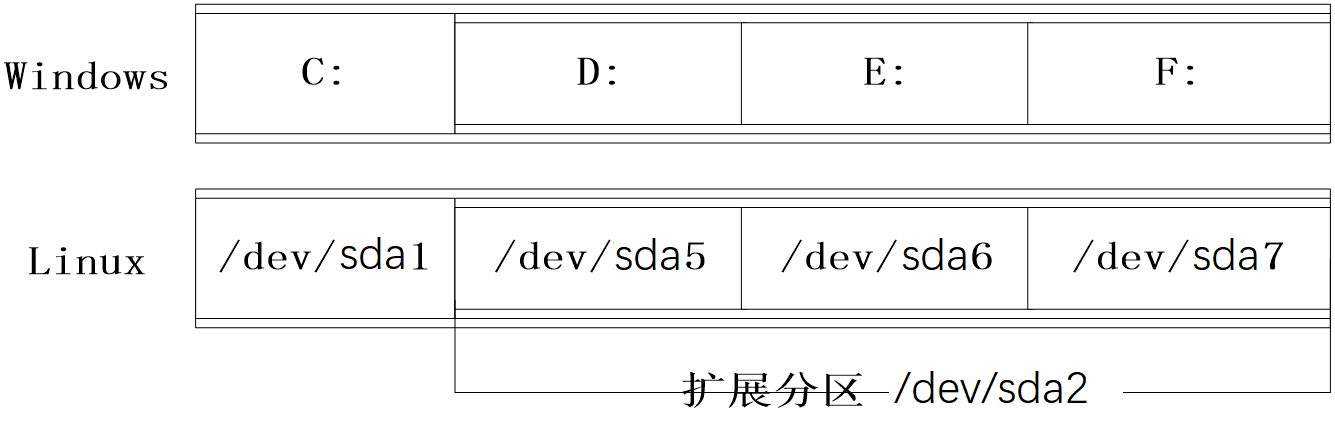 Windows C: D: E: F:
Linux /dev/sda1 /dev/sda5 /dev/sda6 /dev/sda7
扩展分区 /dev/sda2